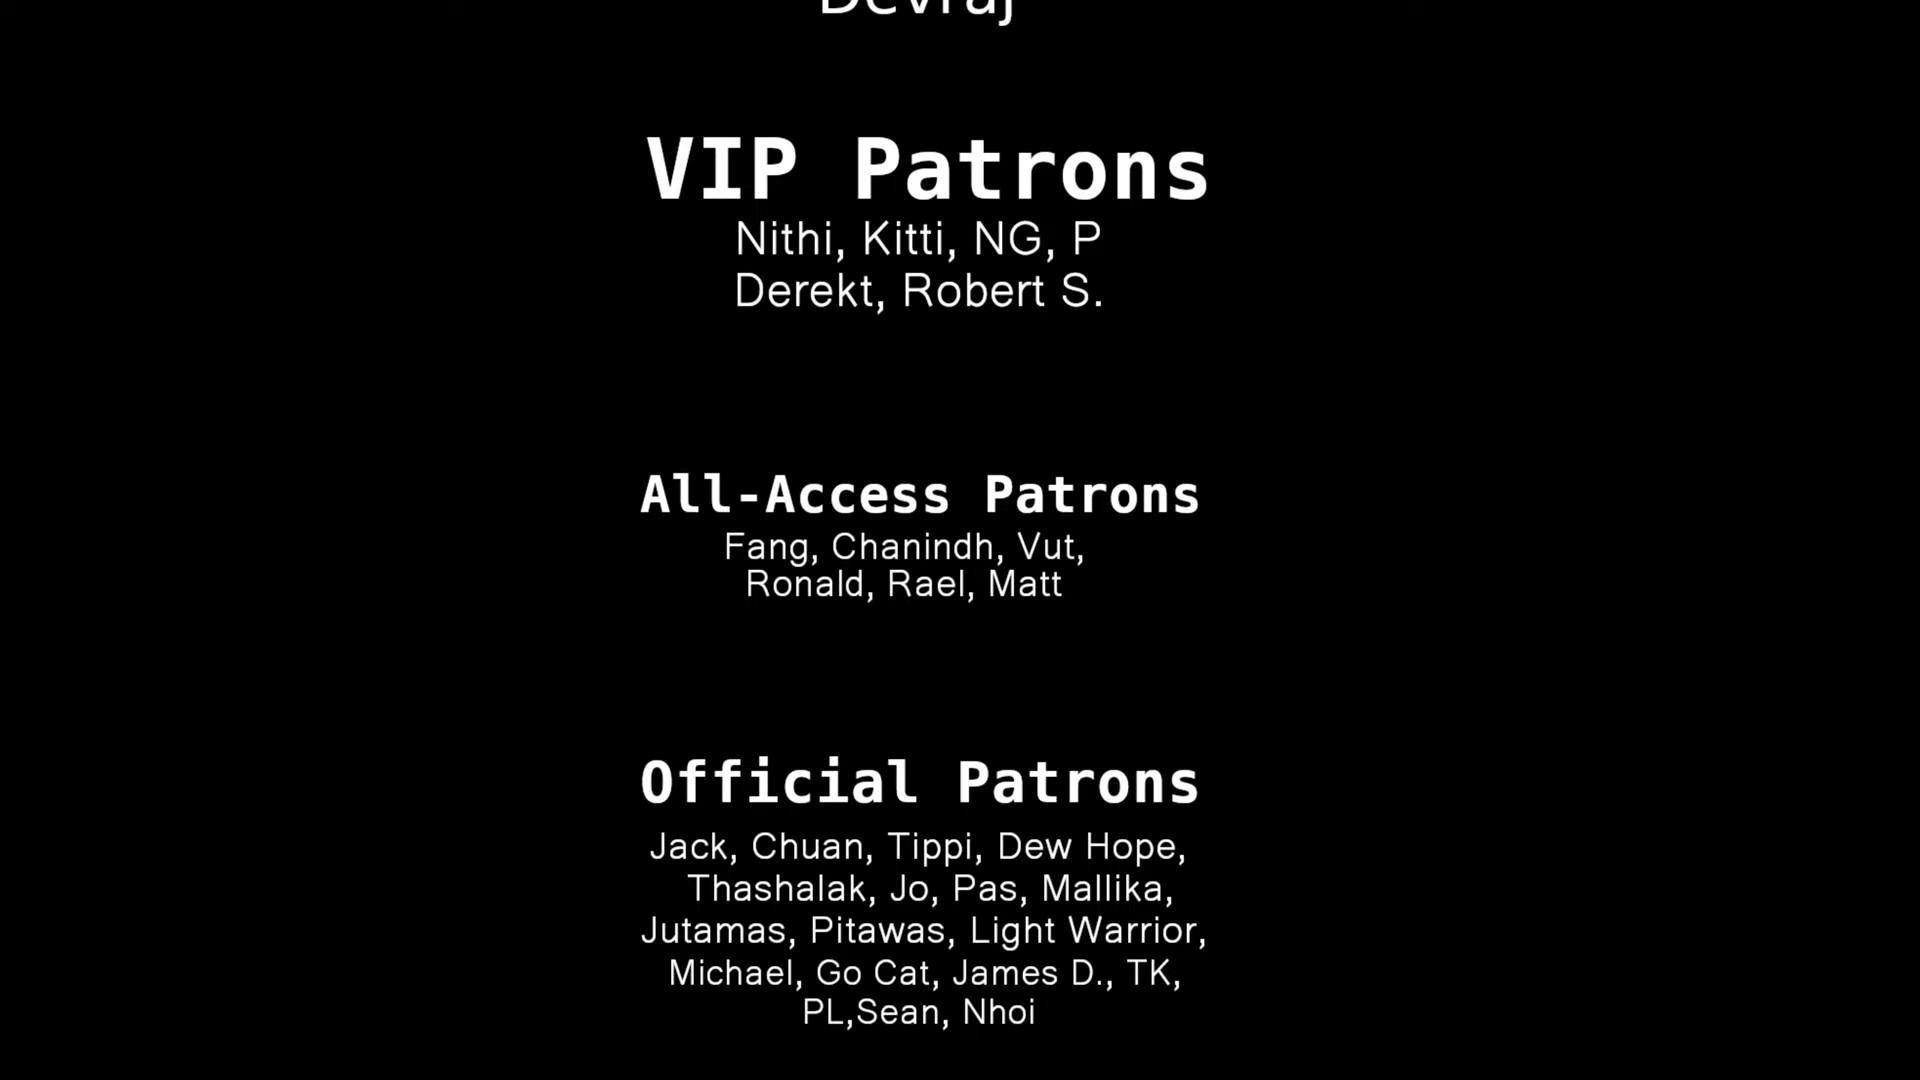 Devraj
VIP Patrons
Nithi, Kitti, NG, P
Derekt, Robert S.
All-Access Patrons
Fang, Chanindh, Vut,
Ronald, Rael, Matt
Official Patrons
Jack, Chuan, Tippi, Dew Hope,
Thashalak, Jo, Pas, Mallika,
Jutamas, Pitawas, Light Warrior,
Michael, Go Cat, James D., TK,
PL,Sean, Nhoi